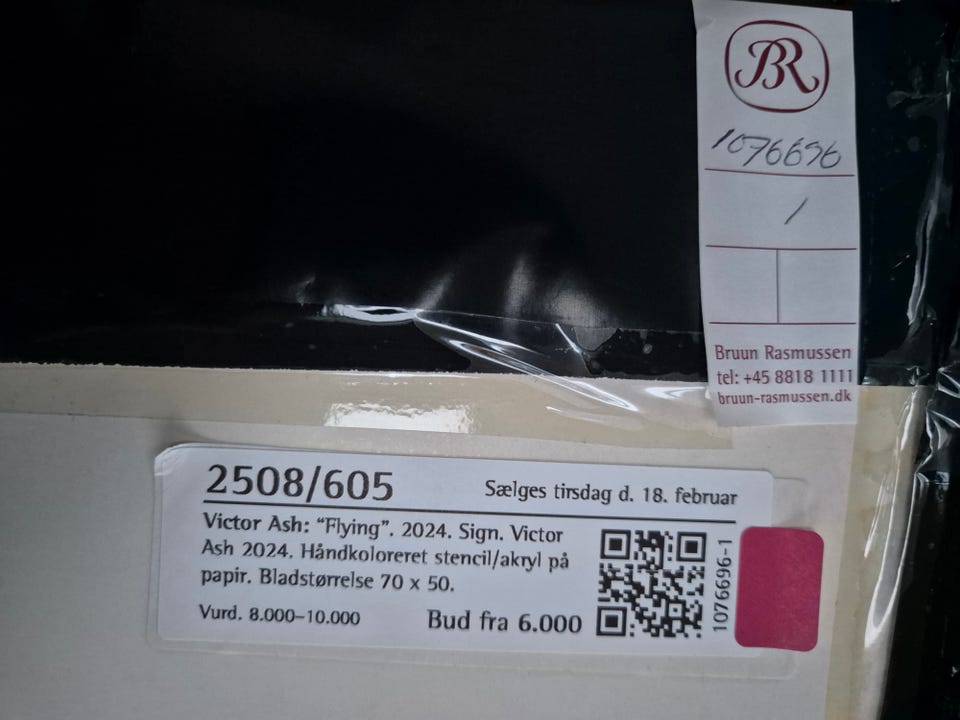 BR
1076696
1
Bruun Rasmussen
tel: +45 8818 1111
bruun-rasmussen.dk
2508/605
Sælges tirsdag d. 18. februar
Victor Ash: “Flying”. 2024. Sign. Victor
Ash 2024. Håndkoloreret stencil/akryl på
papir. Bladstørrelse 70 x 50.
Vurd. 8.000–10.000
Bud fra 6.000
1076696-1